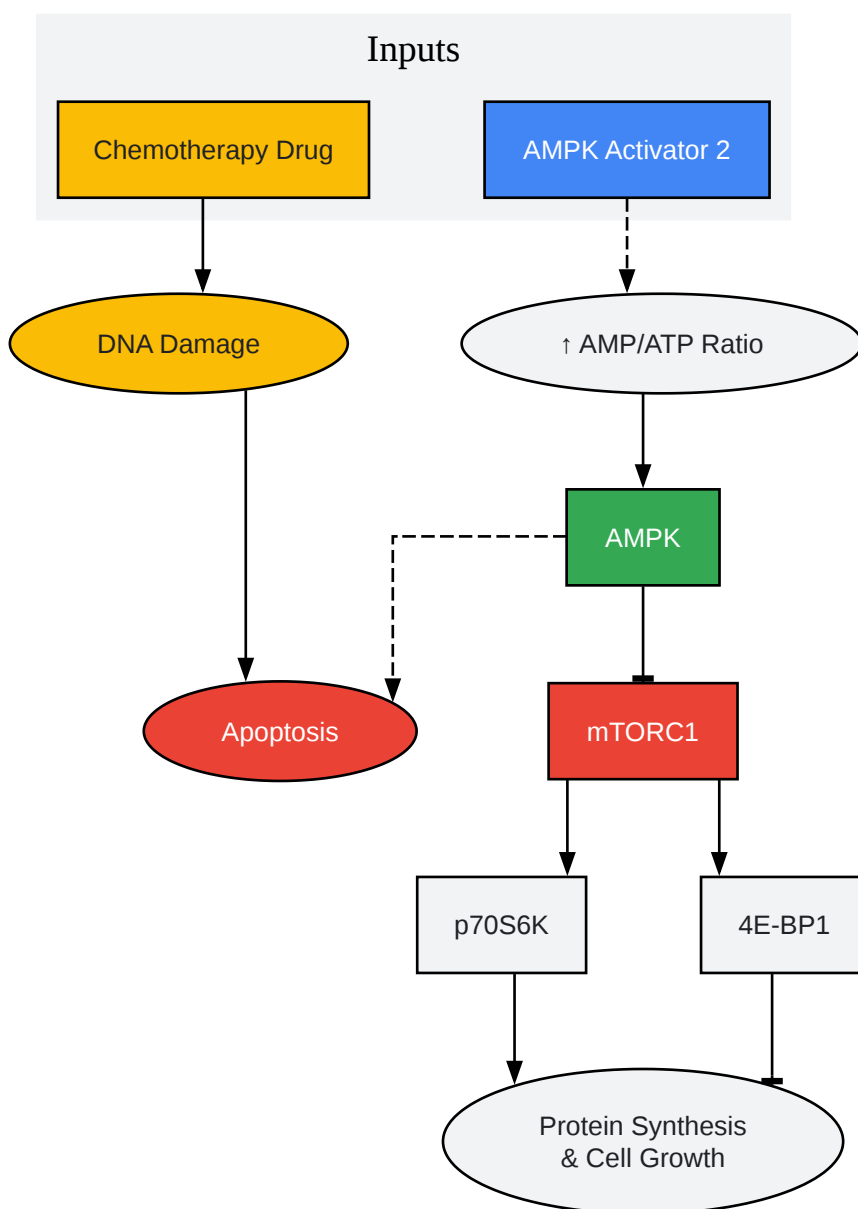 Inputs
Chemotherapy Drug
AMPK Activator 2
DNA Damage
↑ AMP/ATP Ratio
AMPK
Apoptosis
mTORC1
p70S6K
4E-BP1
Protein Synthesis
& Cell Growth